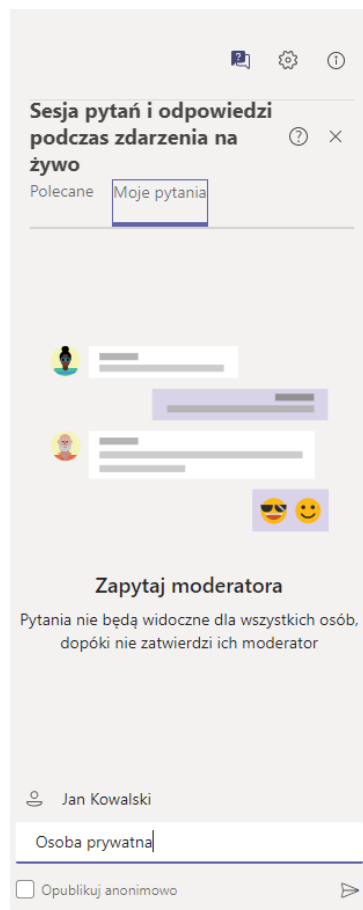 Sesja pytań i odpowiedzi
podczas zdarzenia na
żywo
Polecane Moje pytania
Zapytaj moderatora
Pytania nie będą widoczne dla wszystkich osób,
dopóki nie zatwierdzi ich moderator
Jan Kowalski
Osoba prywatna
Opublikuj anonimowo